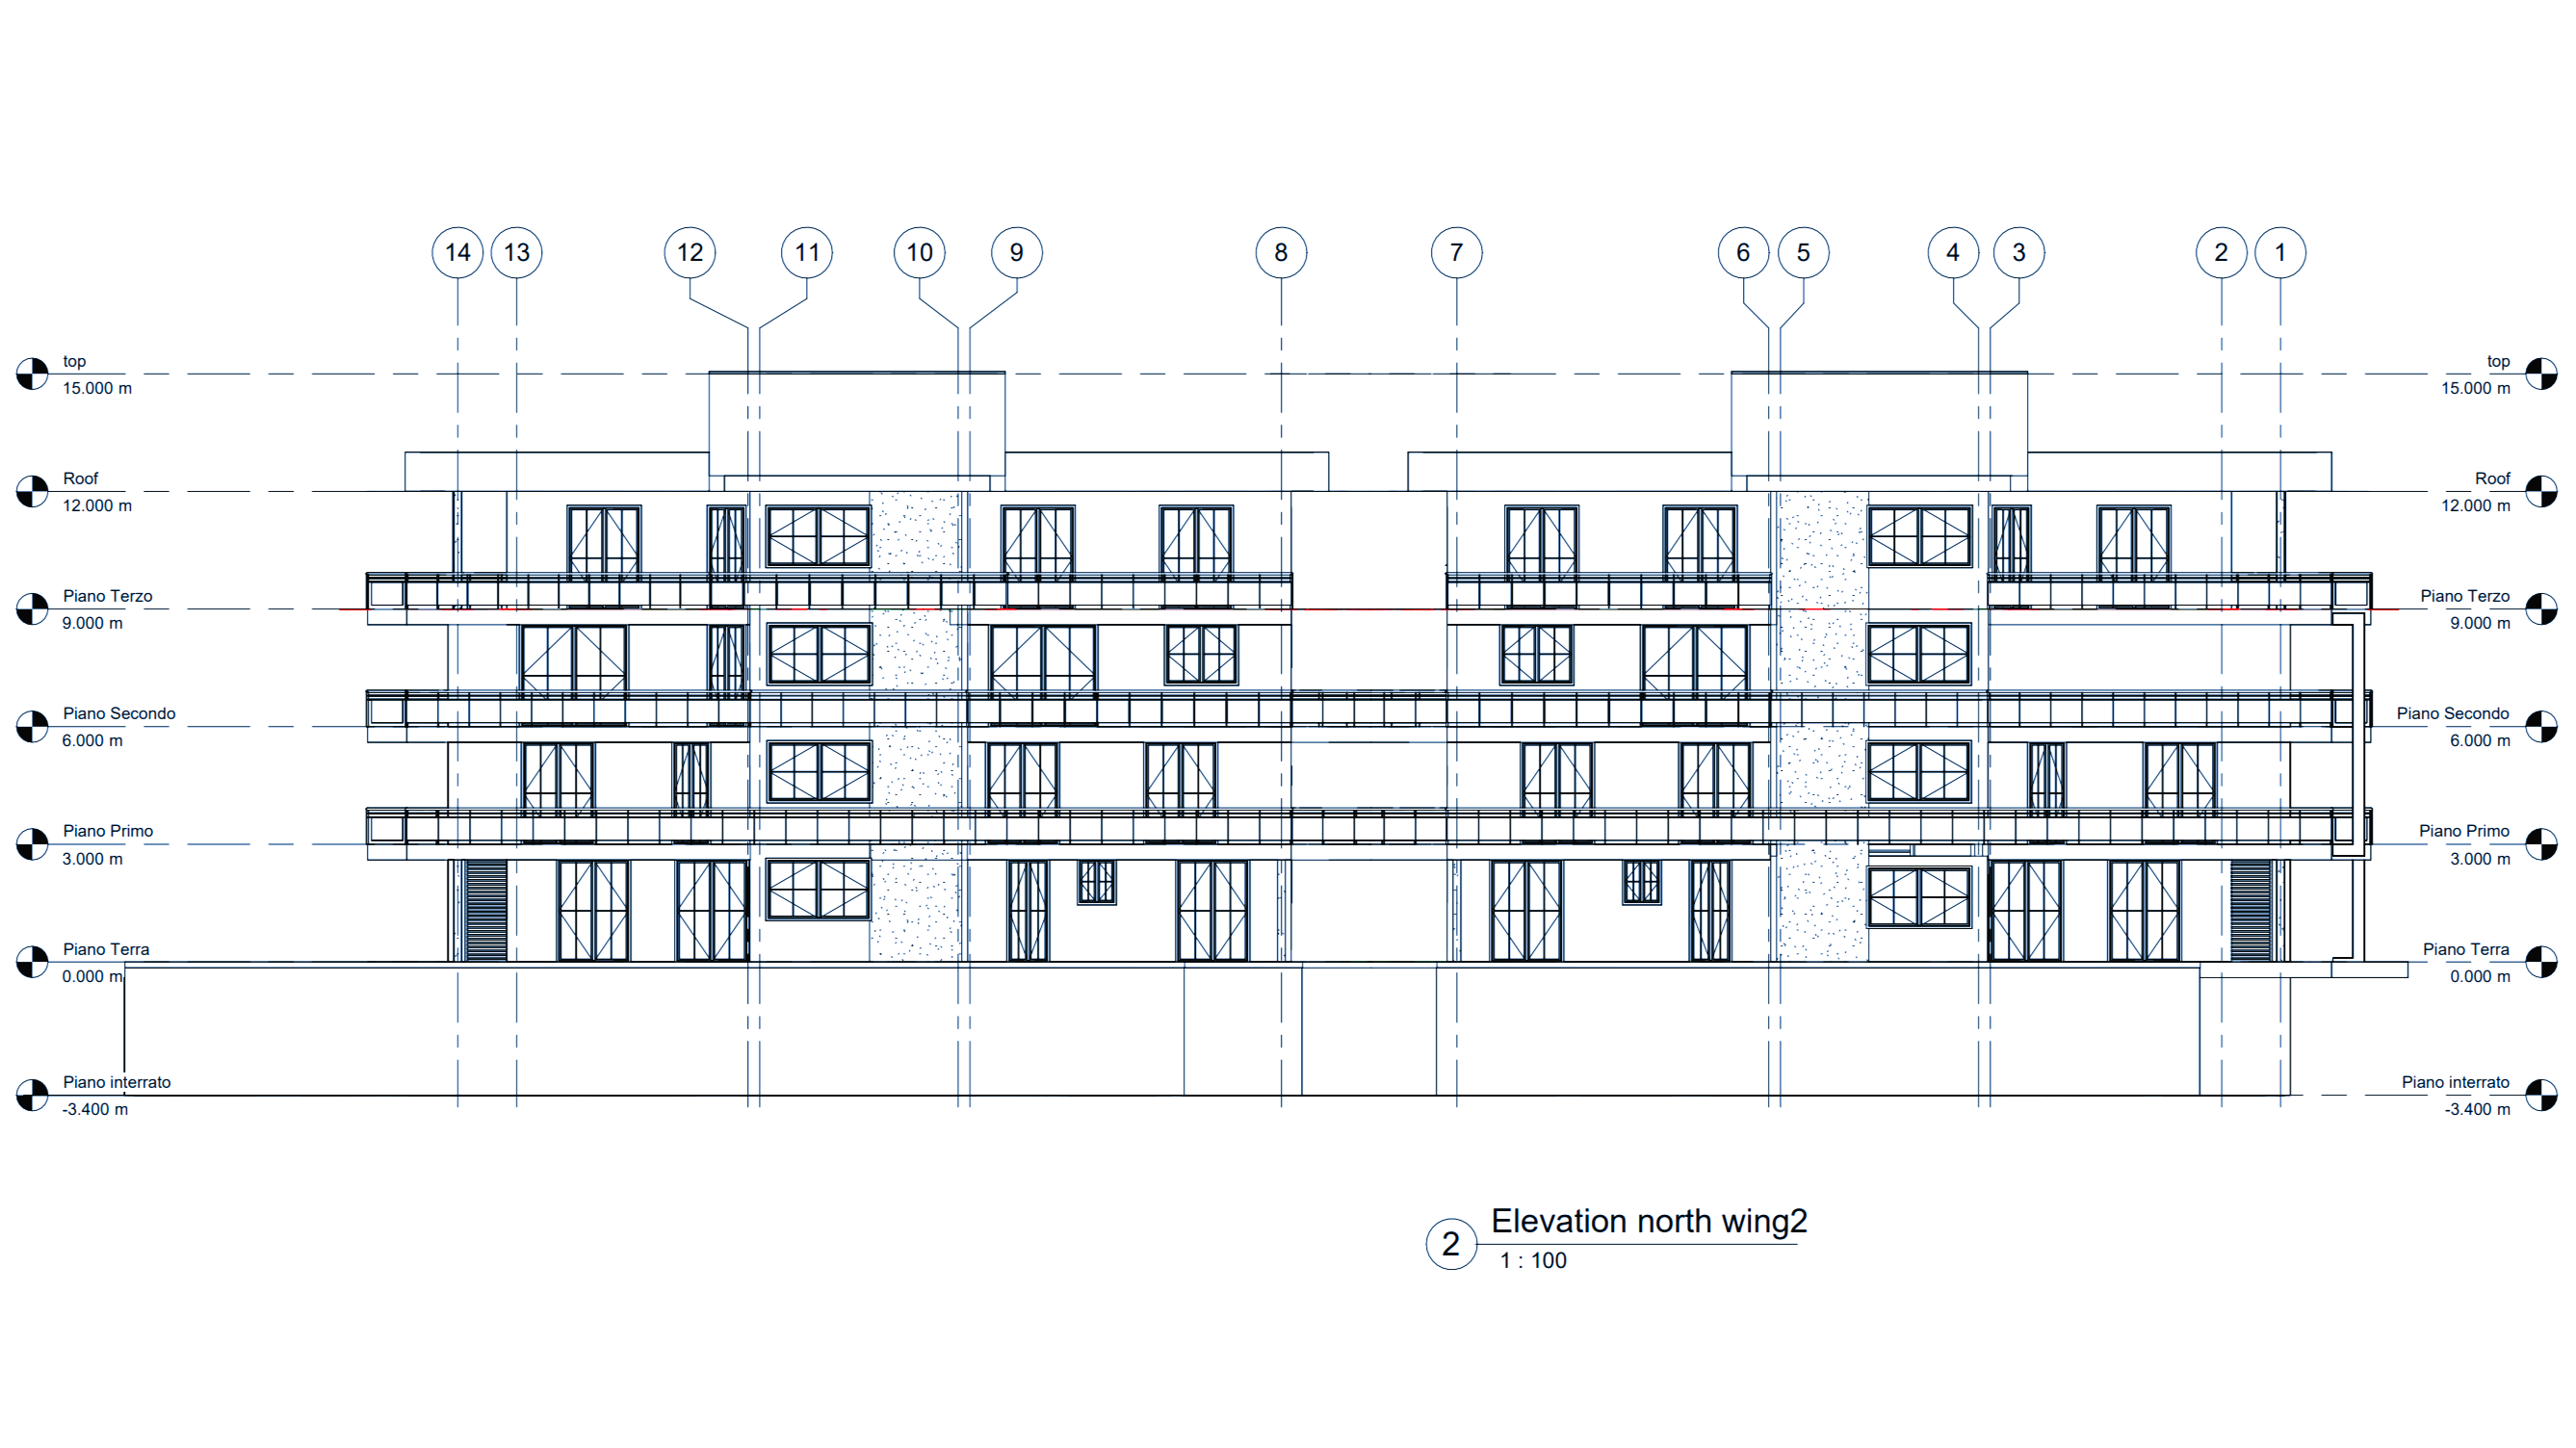 14 13 12 11 10 9 8 7 6 5 4 3 2 1
top
15.000 m
top
15.000 m
Roof
12.000 m
Roof
12.000 m
Piano Terzo
9.000 m
Piano Terzo
9.000 m
Piano Secondo
6.000 m
Piano Secondo
6.000 m
Piano Primo
3.000 m
Piano Primo
3.000 m
Piano Terra
0.000 m
Piano Terra
0.000 m
Piano interrato
-3.400 m
Piano interrato
-3.400 m
2 Elevation north wing2
1 : 100